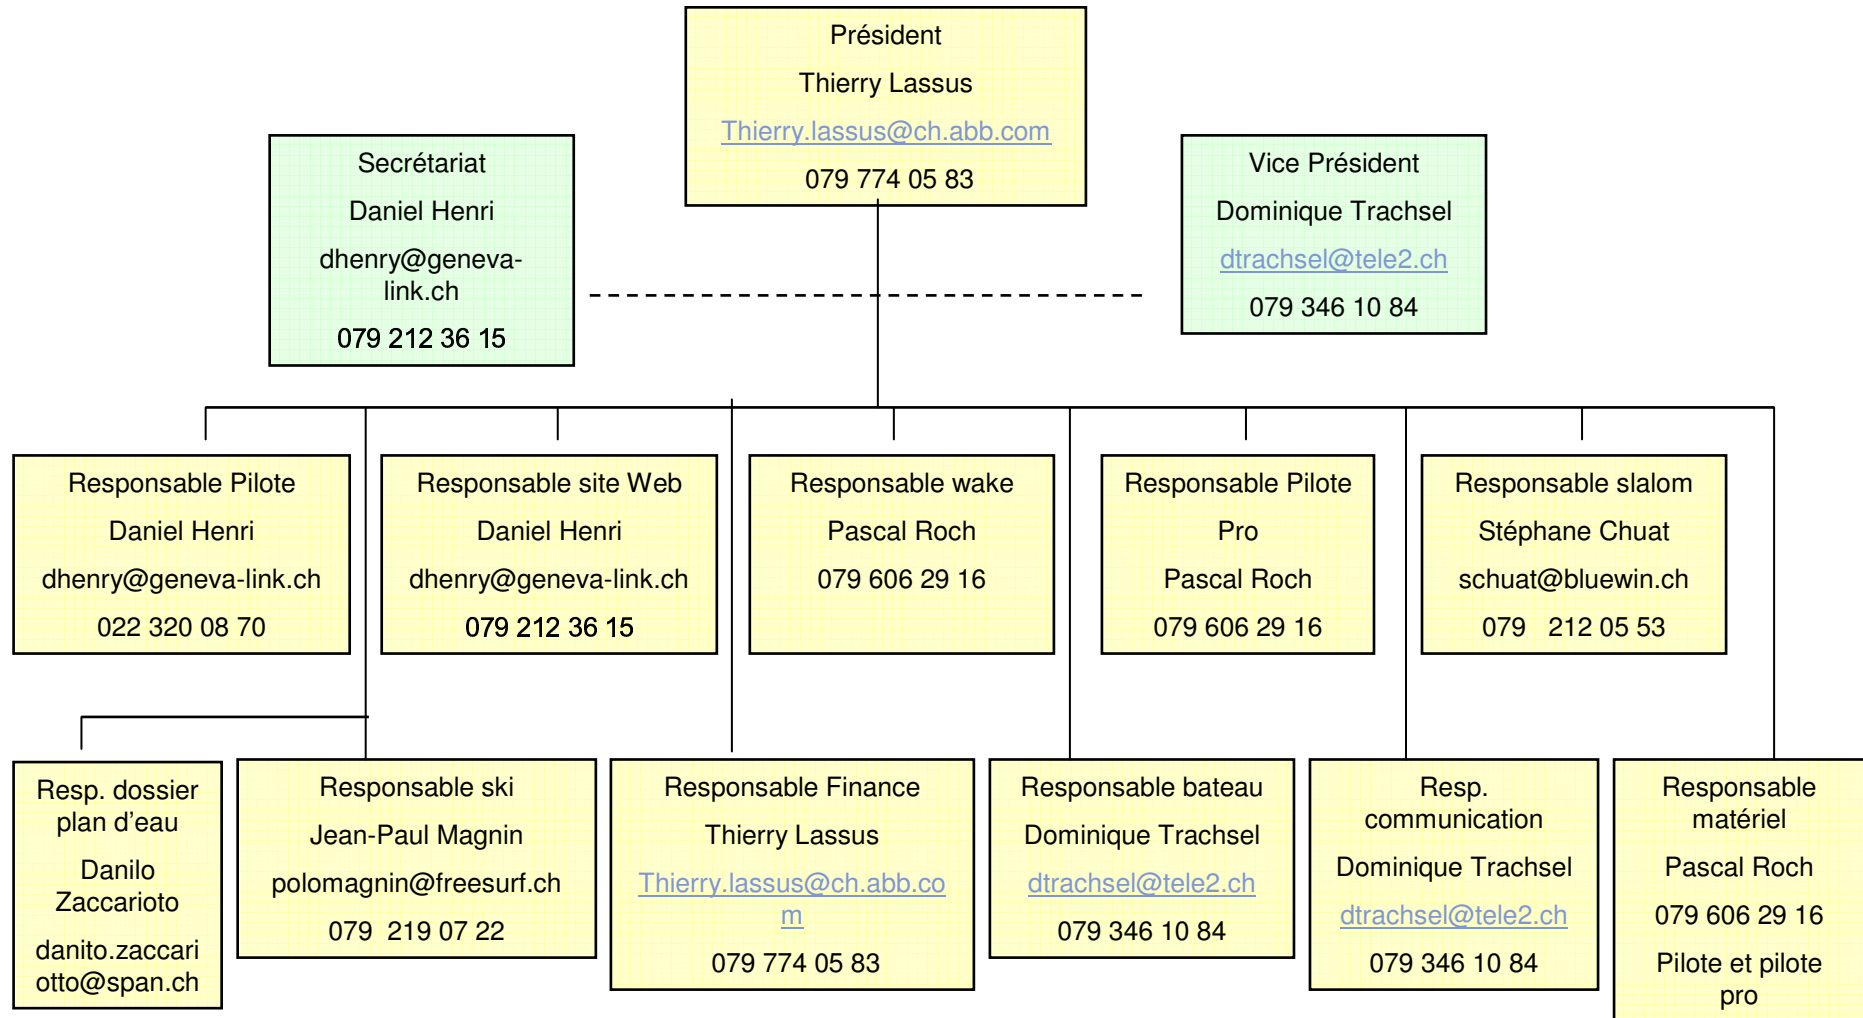 Président
Thierry Lassus
Thierry.lassus@ch.abb.com
079 774 05 83
Secrétariat
Daniel Henri
dhenry@geneva-
link.ch
079 212 36 15
Vice Président
Dominique Trachsel
dtrachsel@tele2.ch
079 346 10 84
Responsable Pilote
Daniel Henri
dhenry@geneva-link.ch
022 320 08 70
Responsable site Web
Daniel Henri
dhenry@geneva-link.ch
079 212 36 15
Responsable wake
Pascal Roch
079 606 29 16
Responsable Pilote
Pro
Pascal Roch
079 606 29 16
Responsable slalom
Stéphane Chuat
schuat@bluewin.ch
079 212 05 53
Resp. dossier
plan d’eau
Danilo
Zaccarioto
danito.zaccari
otto@span.ch
Responsable ski
Jean-Paul Magnin
polomagnin@freesurf.ch
079 219 07 22
Responsable Finance
Thierry Lassus
Thierry.lassus@ch.abb.co
m
079 774 05 83
Responsable bateau
Dominique Trachsel
dtrachsel@tele2.ch
079 346 10 84
Resp.
communication
Dominique Trachsel
dtrachsel@tele2.ch
079 346 10 84
Responsable
matériel
Pascal Roch
079 606 29 16
Pilote et pilote
pro